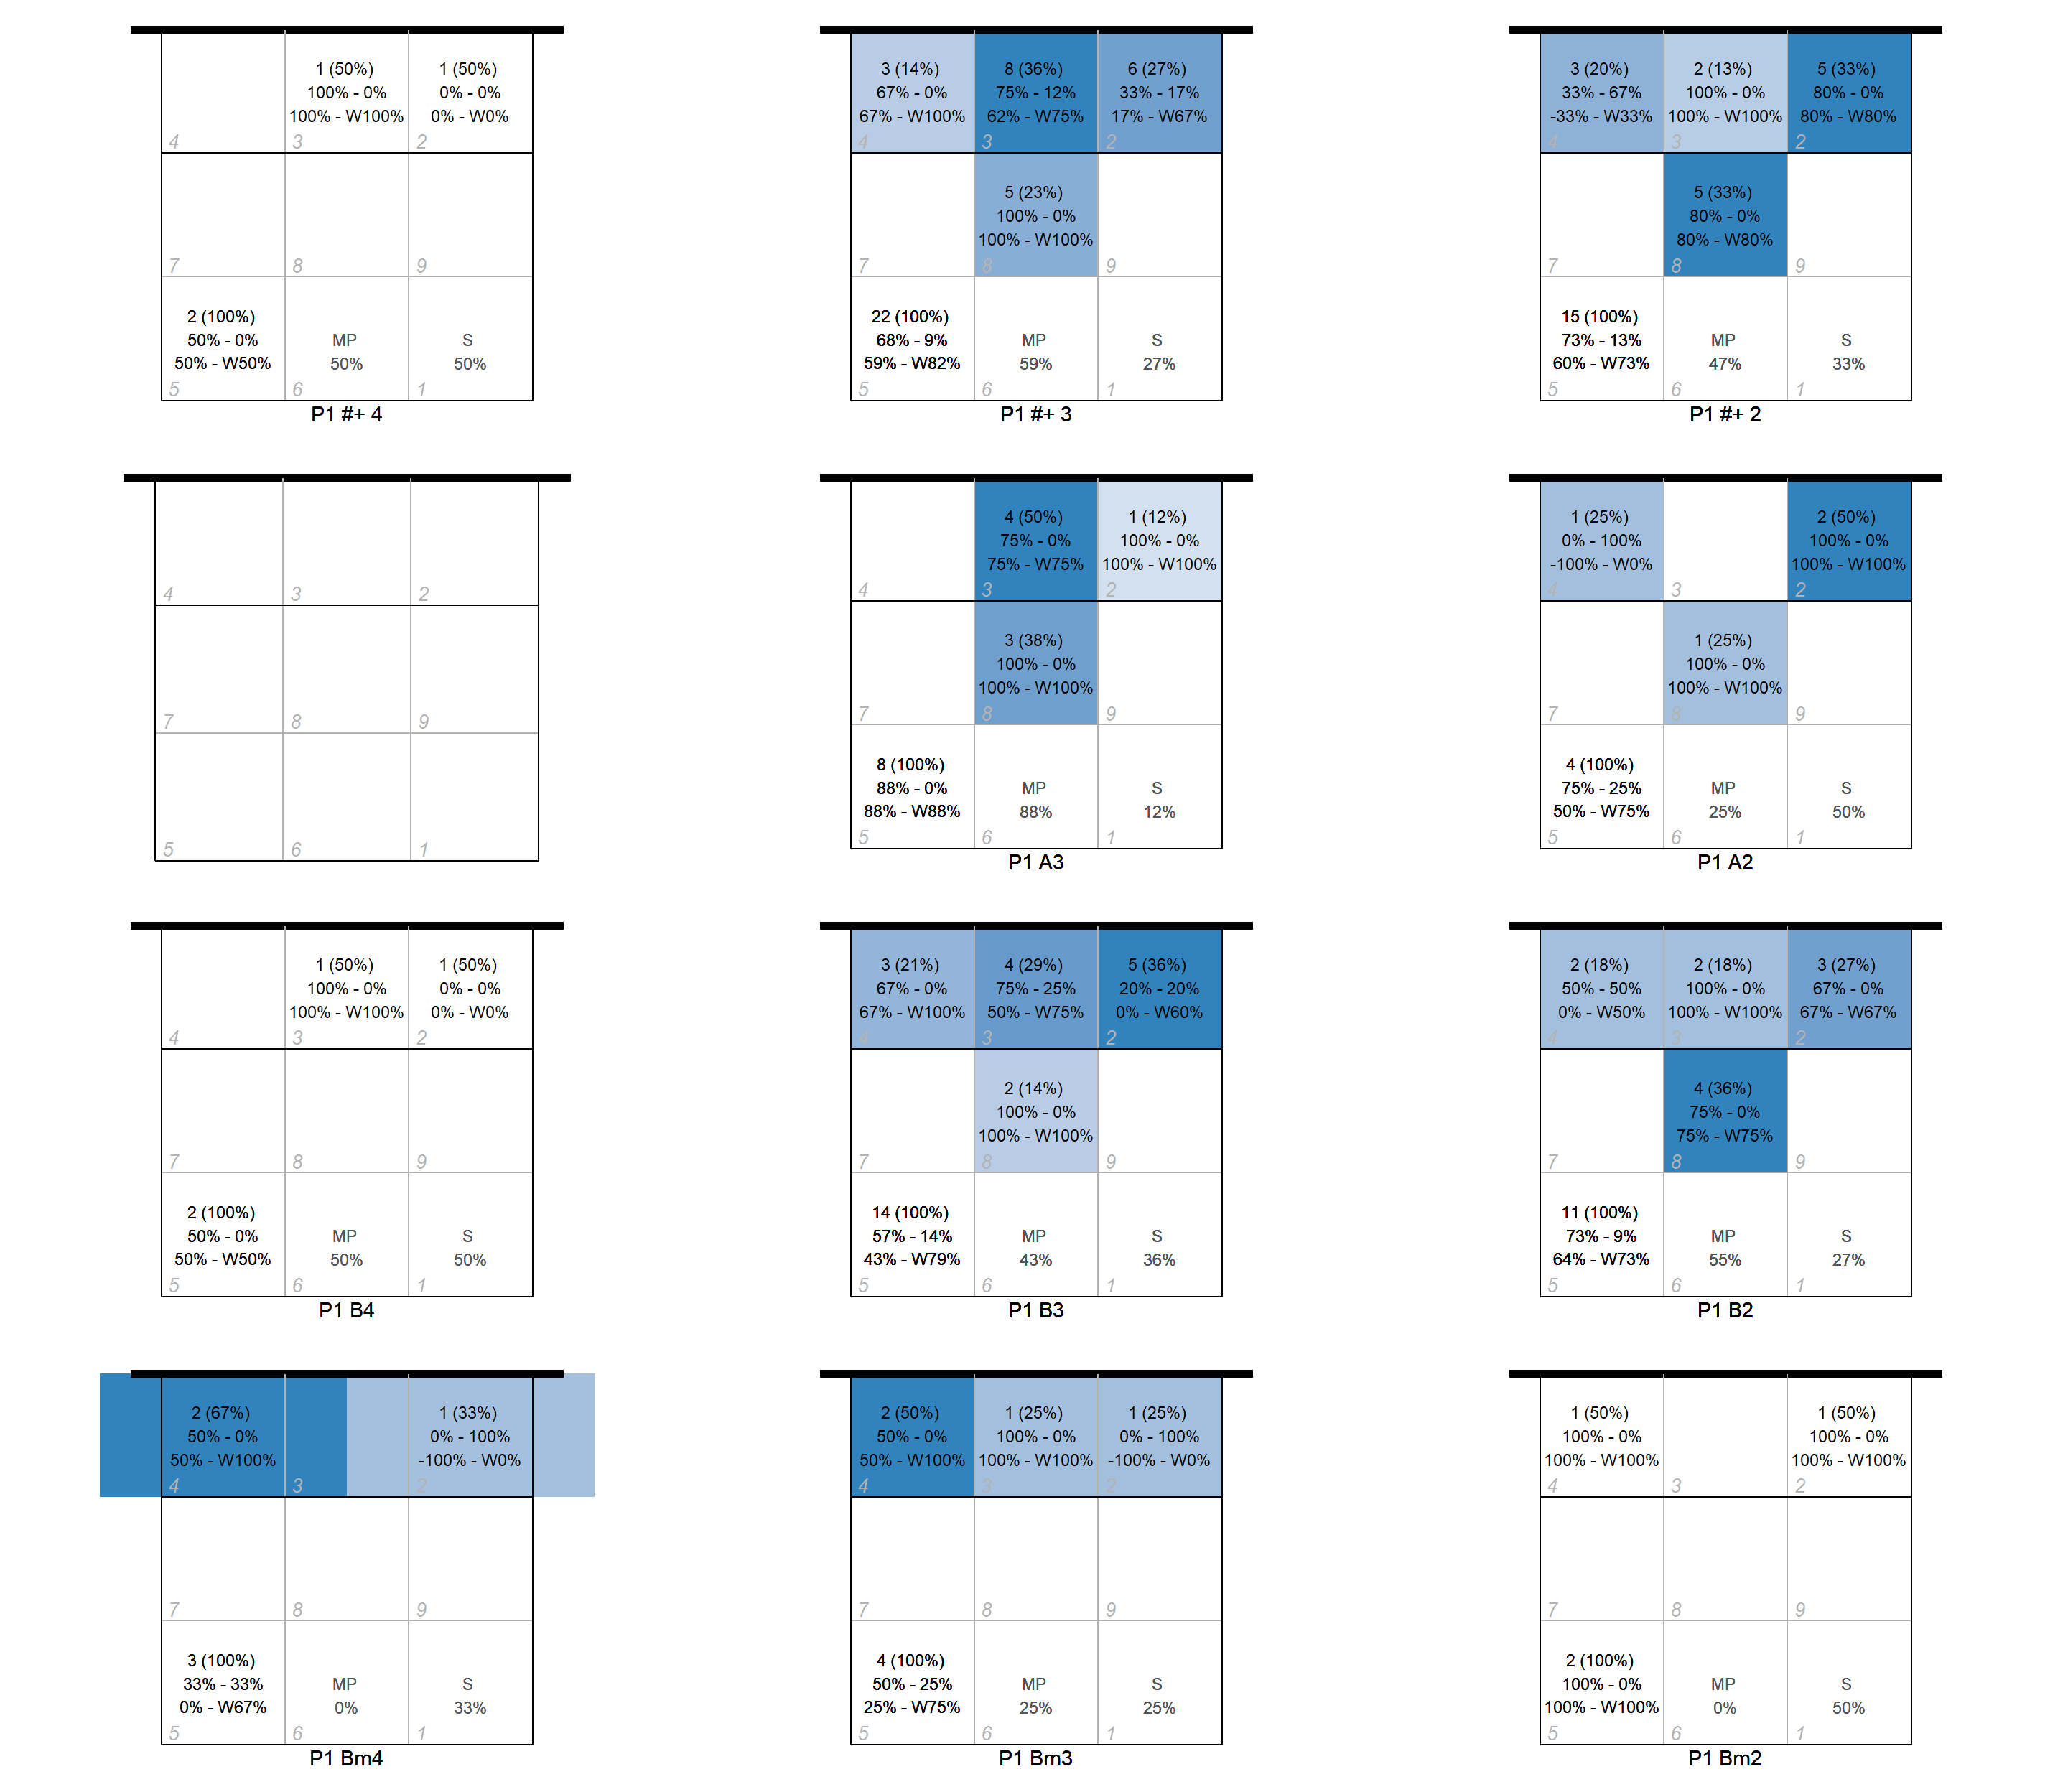 1 (50%)
100% - 0%
100% - W100%
1 (50%)
0% - 0%
0% - W0%
4
3
2
7
8
9
2 (100%)
50% - 0%
50% - W50%
MP
50%
S
50%
5
6
1
P1 #+ 4
3 (14%)
67% - 0%
67% - W100%
8 (36%)
75% - 12%
62% - W75%
6 (27%)
33% - 17%
17% - W67%
4
3
2
5 (23%)
100% - 0%
100% - W100%
7
8
9
22 (100%)
68% - 9%
59% - W82%
MP
59%
S
27%
5
6
1
P1 #+ 3
3 (20%)
33% - 67%
-33% - W33%
2 (13%)
100% - 0%
100% - W100%
5 (33%)
80% - 0%
80% - W80%
4
3
2
5 (33%)
80% - 0%
80% - W80%
7
8
9
15 (100%)
73% - 13%
60% - W73%
MP
47%
S
33%
5
6
1
P1 #+ 2
4
3
2
7
8
9
5
6
1
4 (50%)
75% - 0%
75% - W75%
1 (12%)
100% - 0%
100% - W100%
4
3
2
3 (38%)
100% - 0%
100% - W100%
7
8
9
8 (100%)
88% - 0%
88% - W88%
MP
88%
S
12%
5
6
1
P1 A3
1 (25%)
0% - 100%
-100% - W0%
2 (50%)
100% - 0%
100% - W100%
4
3
2
1 (25%)
100% - 0%
100% - W100%
7
8
9
4 (100%)
75% - 25%
50% - W75%
MP
25%
S
50%
5
6
1
P1 A2
1 (50%)
100% - 0%
100% - W100%
1 (50%)
0% - 0%
0% - W0%
4
3
2
7
8
9
2 (100%)
50% - 0%
50% - W50%
MP
50%
S
50%
5
6
1
P1 B4
3 (21%)
67% - 0%
67% - W100%
4 (29%)
75% - 25%
50% - W75%
5 (36%)
20% - 20%
0% - W60%
4
3
2
2 (14%)
100% - 0%
100% - W100%
7
8
9
14 (100%)
57% - 14%
43% - W79%
MP
43%
S
36%
5
6
1
P1 B3
2 (18%)
50% - 50%
0% - W50%
2 (18%)
100% - 0%
100% - W100%
3 (27%)
67% - 0%
67% - W67%
4
3
2
4 (36%)
75% - 0%
75% - W75%
7
8
9
11 (100%)
73% - 9%
64% - W73%
MP
55%
S
27%
5
6
1
P1 B2
2 (67%)
50% - 0%
50% - W100%
1 (33%)
0% - 100%
-100% - W0%
4
3
2
7
8
9
3 (100%)
33% - 33%
0% - W67%
MP
0%
S
33%
5
6
1
P1 Bm4
2 (50%)
50% - 0%
50% - W100%
1 (25%)
100% - 0%
100% - W100%
1 (25%)
0% - 100%
-100% - W0%
4
3
2
7
8
9
4 (100%)
50% - 25%
25% - W75%
MP
25%
S
25%
5
6
1
P1 Bm3
1 (50%)
100% - 0%
100% - W100%
1 (50%)
100% - 0%
100% - W100%
4
3
2
7
8
9
2 (100%)
100% - 0%
100% - W100%
MP
0%
S
50%
5
6
1
P1 Bm2